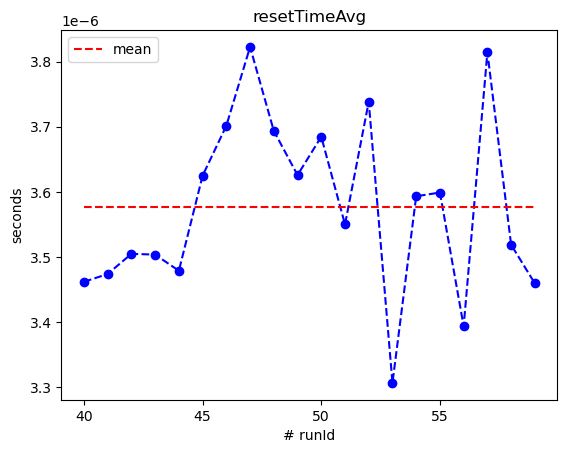 resetTimeAvg
1e−6
mean
3.8
3.7
3.6
3.5
3.4
3.3
seconds
40 45 50 55
# runId